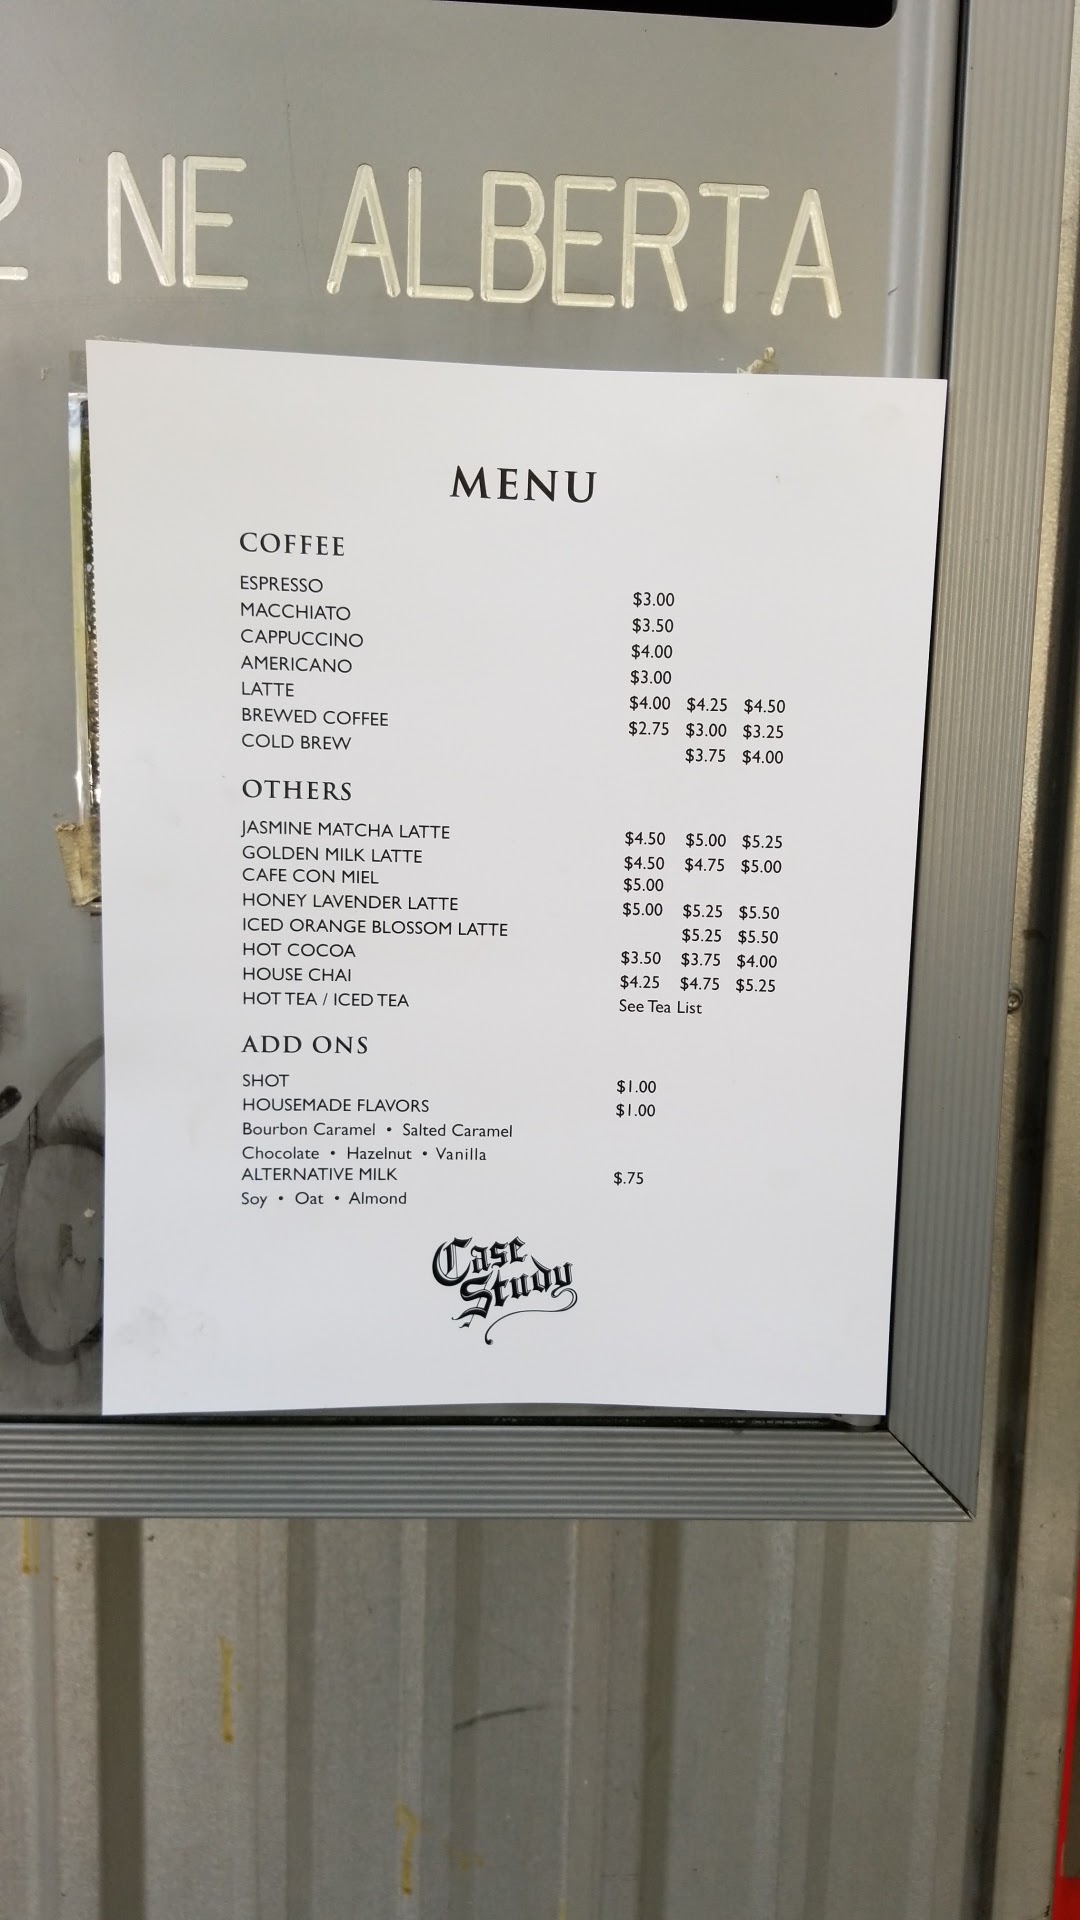 2 NE ALBERTA
MENU
COFFEE
ESPRESSO $3.00
MACCHIATO $3.50
CAPPUCCINO $4.00
AMERICANO $3.00
LATTE $4.00 $4.25 $4.50
BREWED COFFEE $2.75 $3.00 $3.25
COLD BREW $3.75 $4.00
OTHERS
JASMINE MATCHA LATTE $4.50 $5.00 $5.25
GOLDEN MILK LATTE $4.50 $4.75 $5.00
CAFE CON MIEL $5.00
HONEY LAVENDER LATTE $5.00 $5.25 $5.50
ICED ORANGE BLOSSOM LATTE $5.25 $5.50
HOT COCOA $3.50 $3.75 $4.00
HOUSE CHAI $4.25 $4.75 $5.25
HOT TEA / ICED TEA See Tea List
ADD ONS
SHOT $1.00
HOUSEMADE FLAVORS $1.00
Bourbon Caramel • Salted Caramel
Chocolate • Hazelnut • Vanilla
ALTERNATIVE MILK $.75
Soy • Oat • Almond
Case
Study